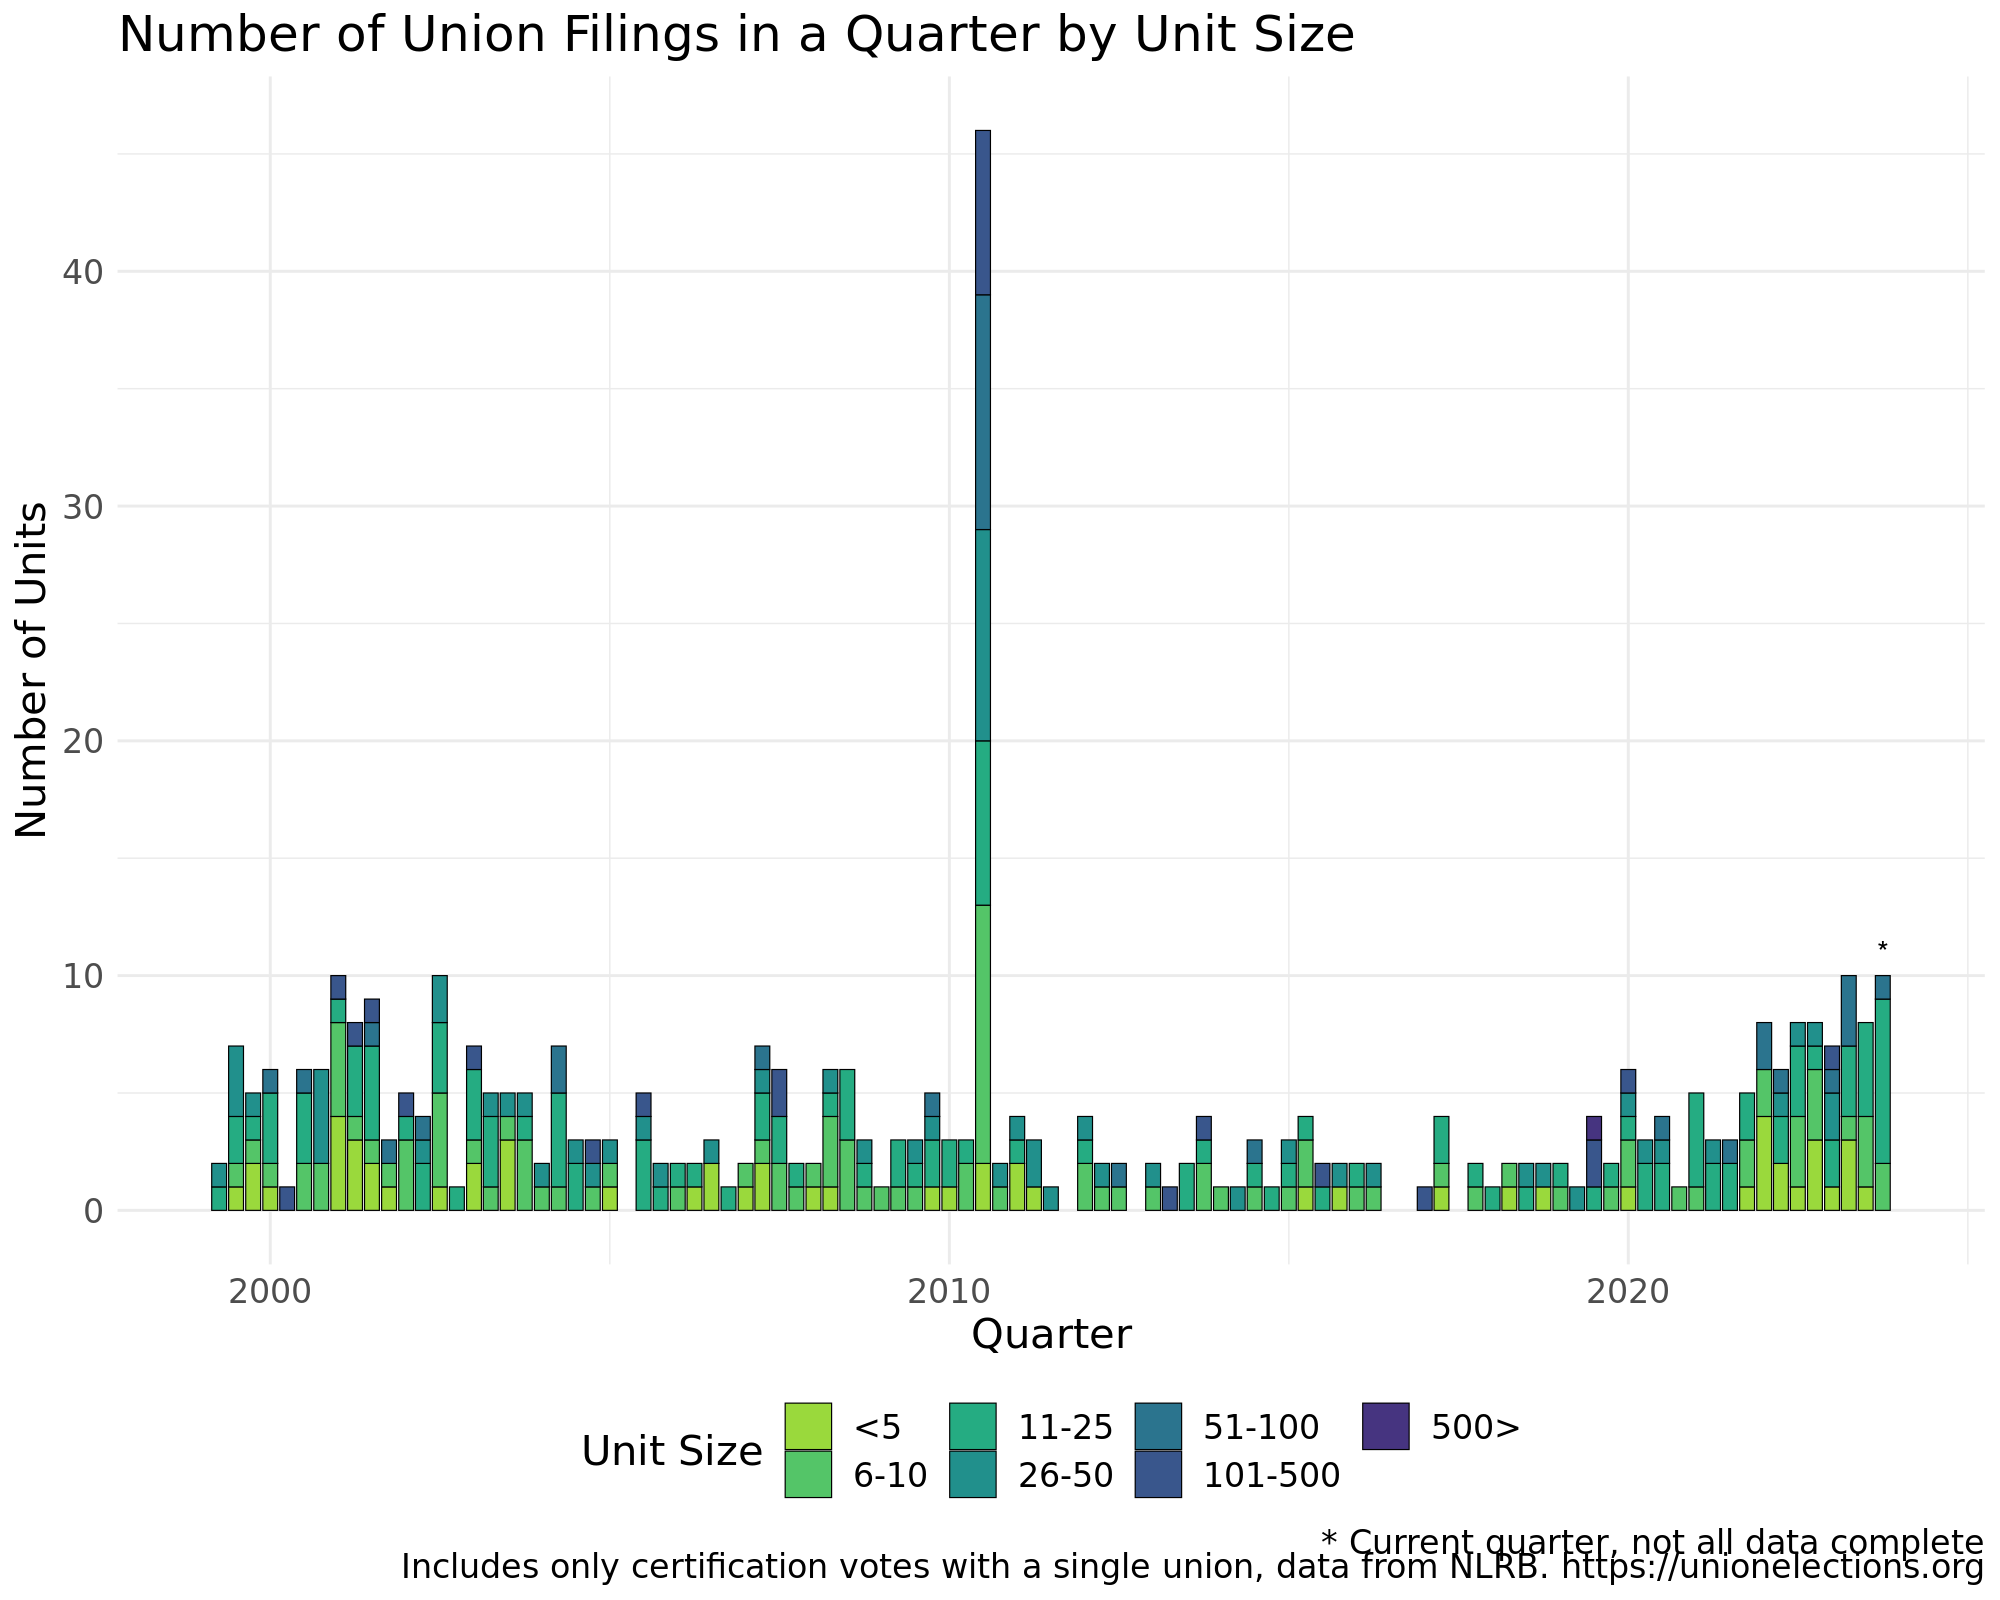 Number of Union Filings in a Quarter by Unit Size
Number of Units
40
30
20
10
0
*
2000 2010 2020
Quarter
Unit Size
<5 11-25 51-100 500>
6-10 26-50 101-500
* Current quarter, not all data complete
Includes only certification votes with a single union, data from NLRB. https://unionelections.org